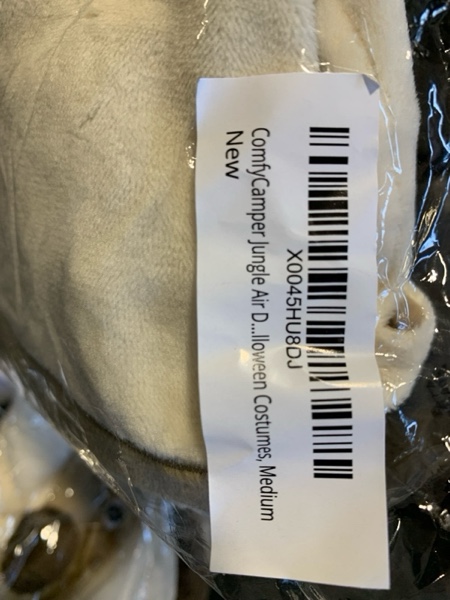 X0045HU8DJ
ComfyCamper Jungle Air D...lloween Costumes, Medium
New